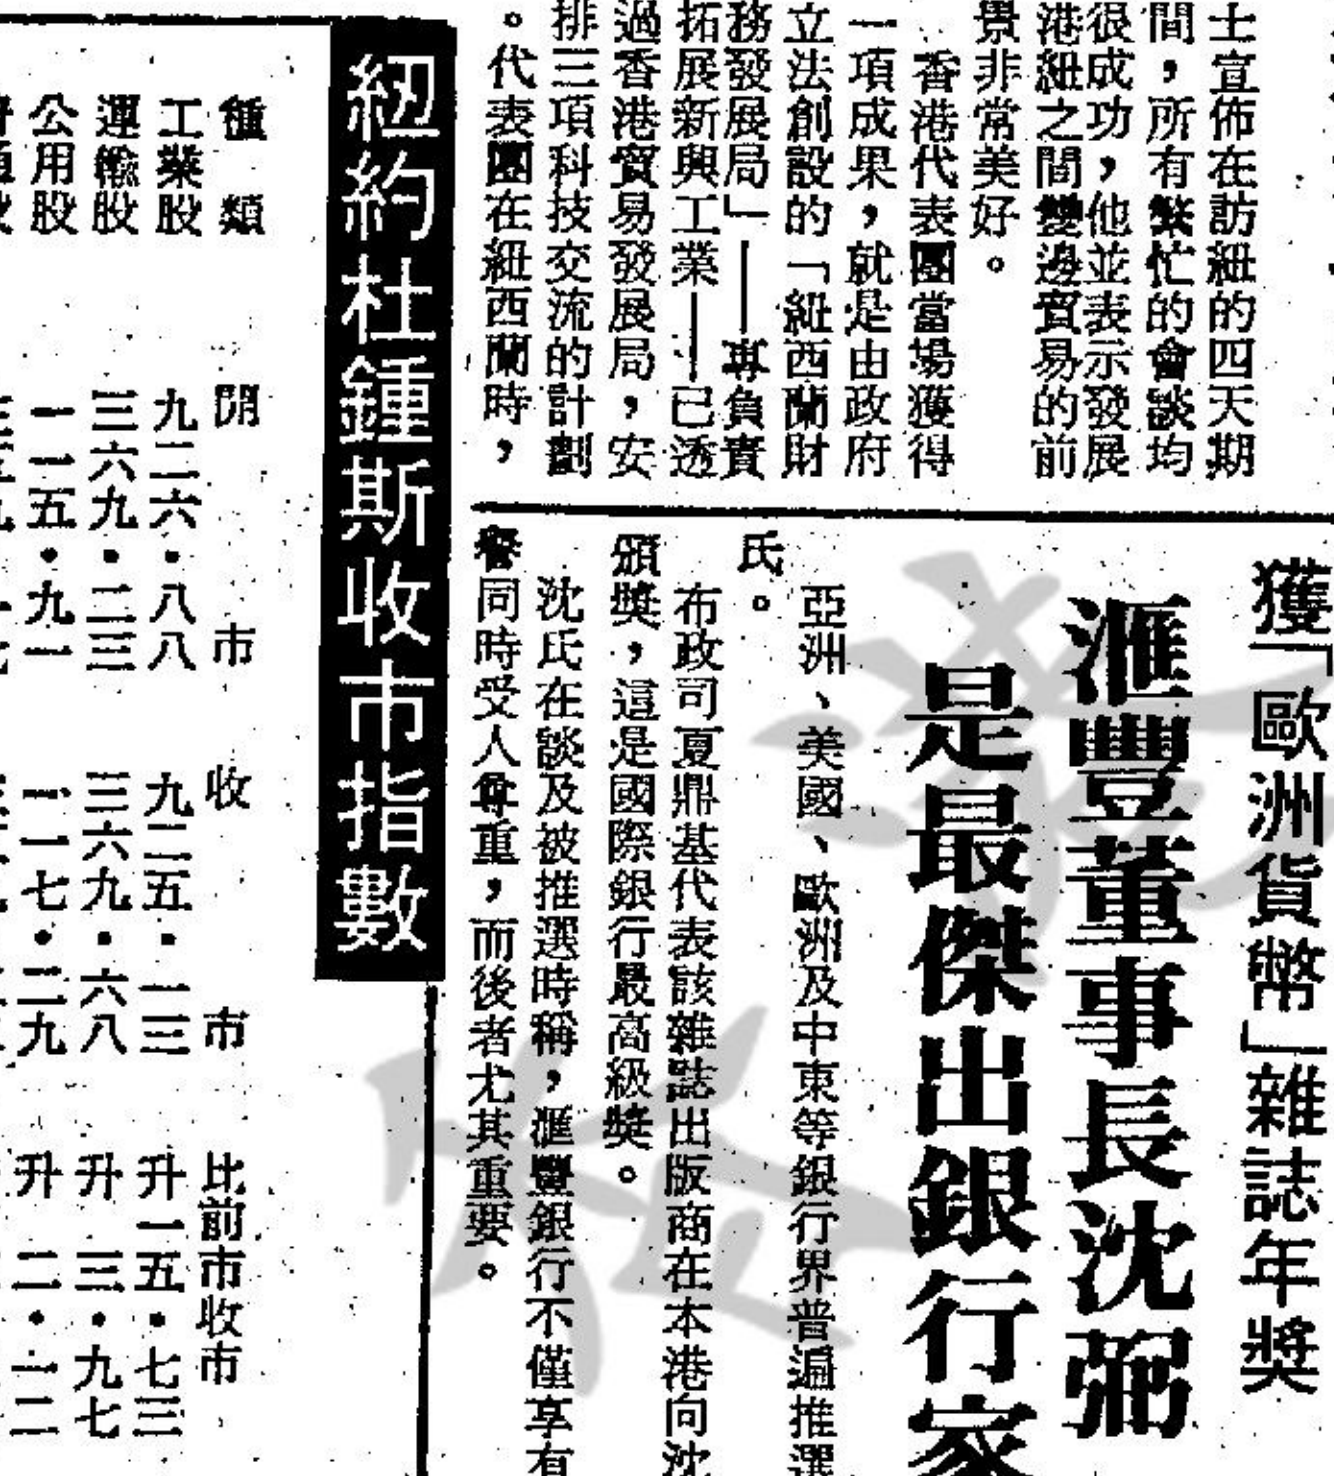 士宣佈在訪紐的四天期
間，所有繁忙的會談均
很成功，他並表示發展
港紐之間雙邊貿易的前
景非常美好。
香港代表團當場獲得
一項成果，就是由政府
立法創設的「紐西蘭財
務發展局」——專負責
拓展新興工業——已透
過香港貿易發展局，安
排三項科技交流的計劃
。代表團在紐西蘭時，
獲「歐洲貨幣」雜誌年獎
滙豐董事長沈弼
是最傑出銀行家
亞洲、美國、歐洲及中東等銀行界普遍推選
氏。
布政司夏鼎基代表該雜誌出版商在本港向沈
頒獎，這是國際銀行最高級獎。
沈氏在談及被推選時稱，滙豐銀行不僅享有
譽同時受人尊重，而後者尤其重要。
紐約杜鍾斯收市指數
種類 開市 收市 比前市收市
工業股 九二六·八八 九二五·一三 升一五·七三
運輸股 三六九·二三 三六九·六八 升三·九七
公用股 一一五·九一 一一七·二九 升二·一二